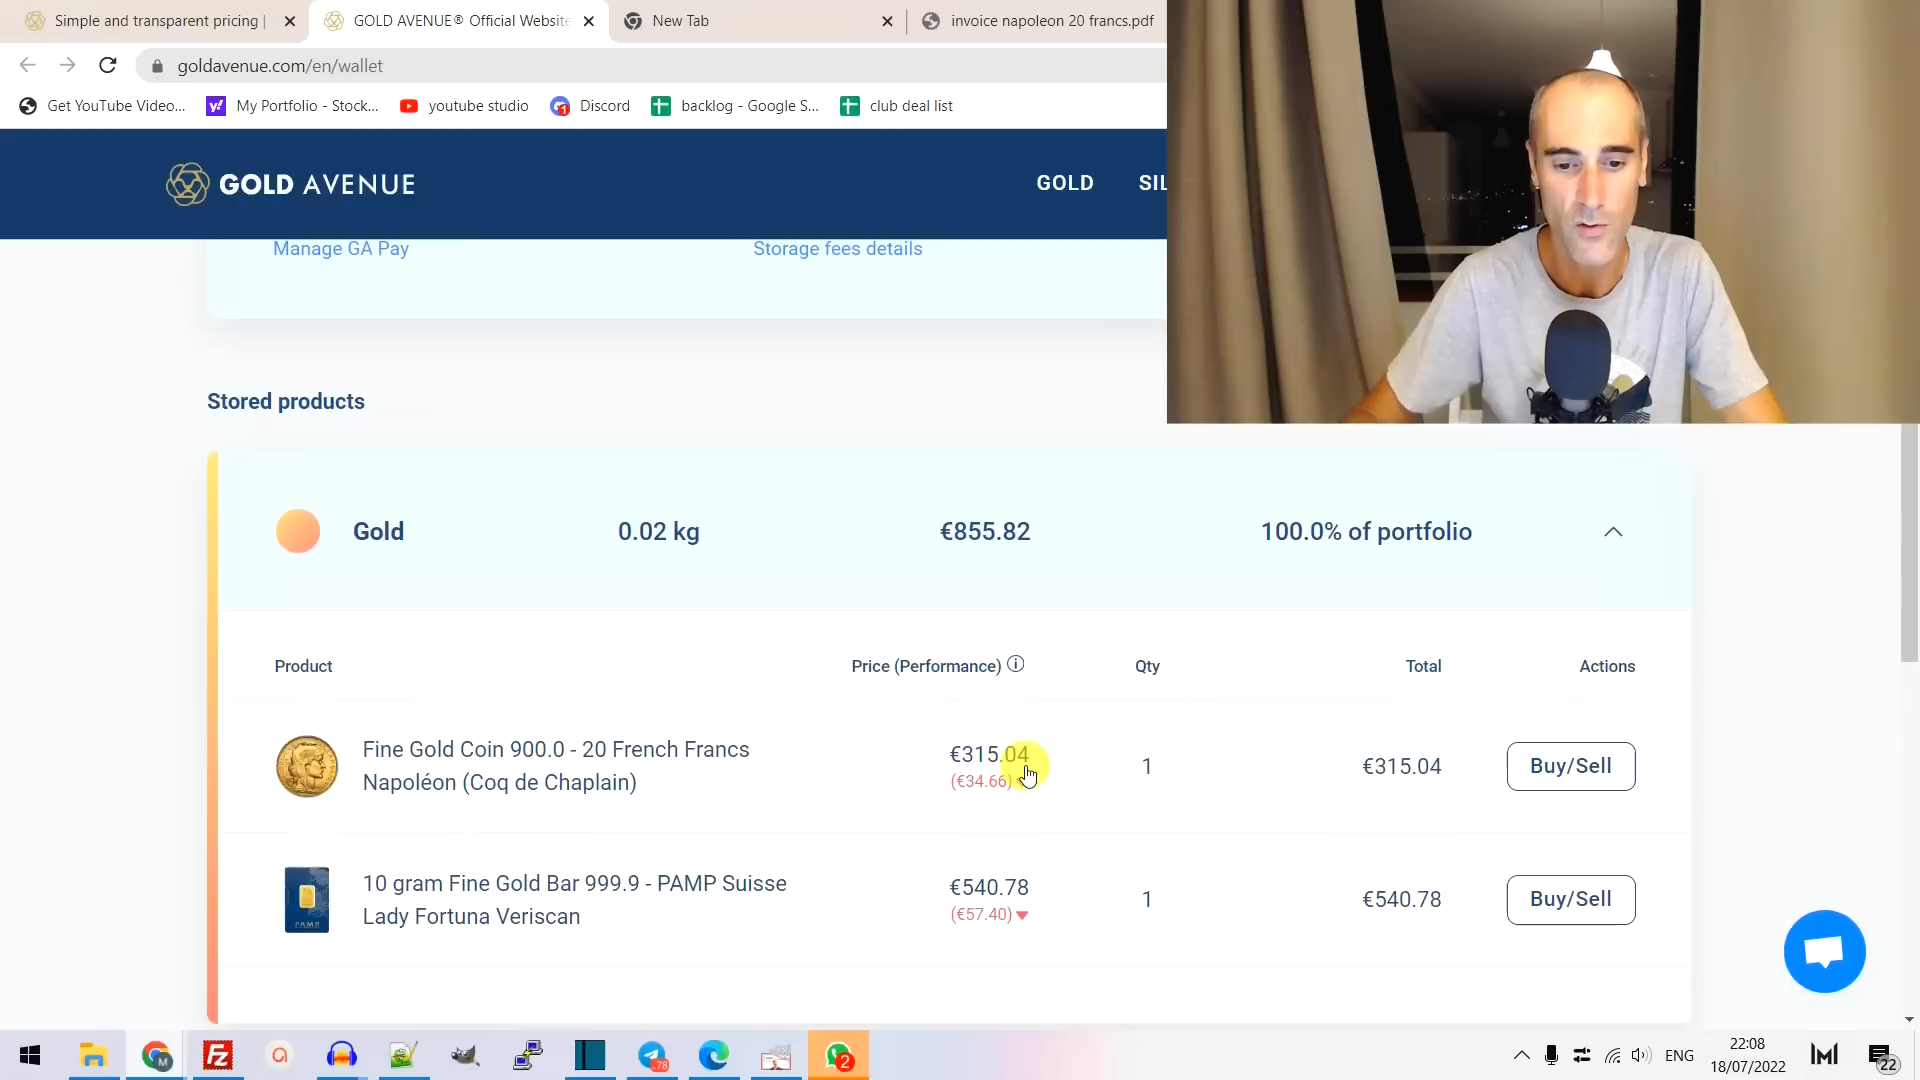 Simple and transparent pricing |
GOLD AVENUE® Official Website
New Tab
invoice napoleon 20 francs.pdf
goldavenue.com/en/wallet
Get YouTube Video...
My Portfolio - Stock...
youtube studio
Discord
backlog - Google S...
club deal list
GOLD AVENUE
GOLD
SIL
Manage GA Pay
Storage fees details
Stored products
Gold
0.02 kg
€855.82
100.0% of portfolio
Product
Price (Performance)
Qty
Total
Actions
Fine Gold Coin 900.0 - 20 French Francs
Napoléon (Coq de Chaplain)
€315.04
(€34.66)
1
€315.04
Buy/Sell
PAMP
10 gram Fine Gold Bar 999.9 - PAMP Suisse
Lady Fortuna Veriscan
€540.78
(€57.40)
1
€540.78
Buy/Sell
M
Fz
a
78
2
ENG
22:08
18/07/2022
22